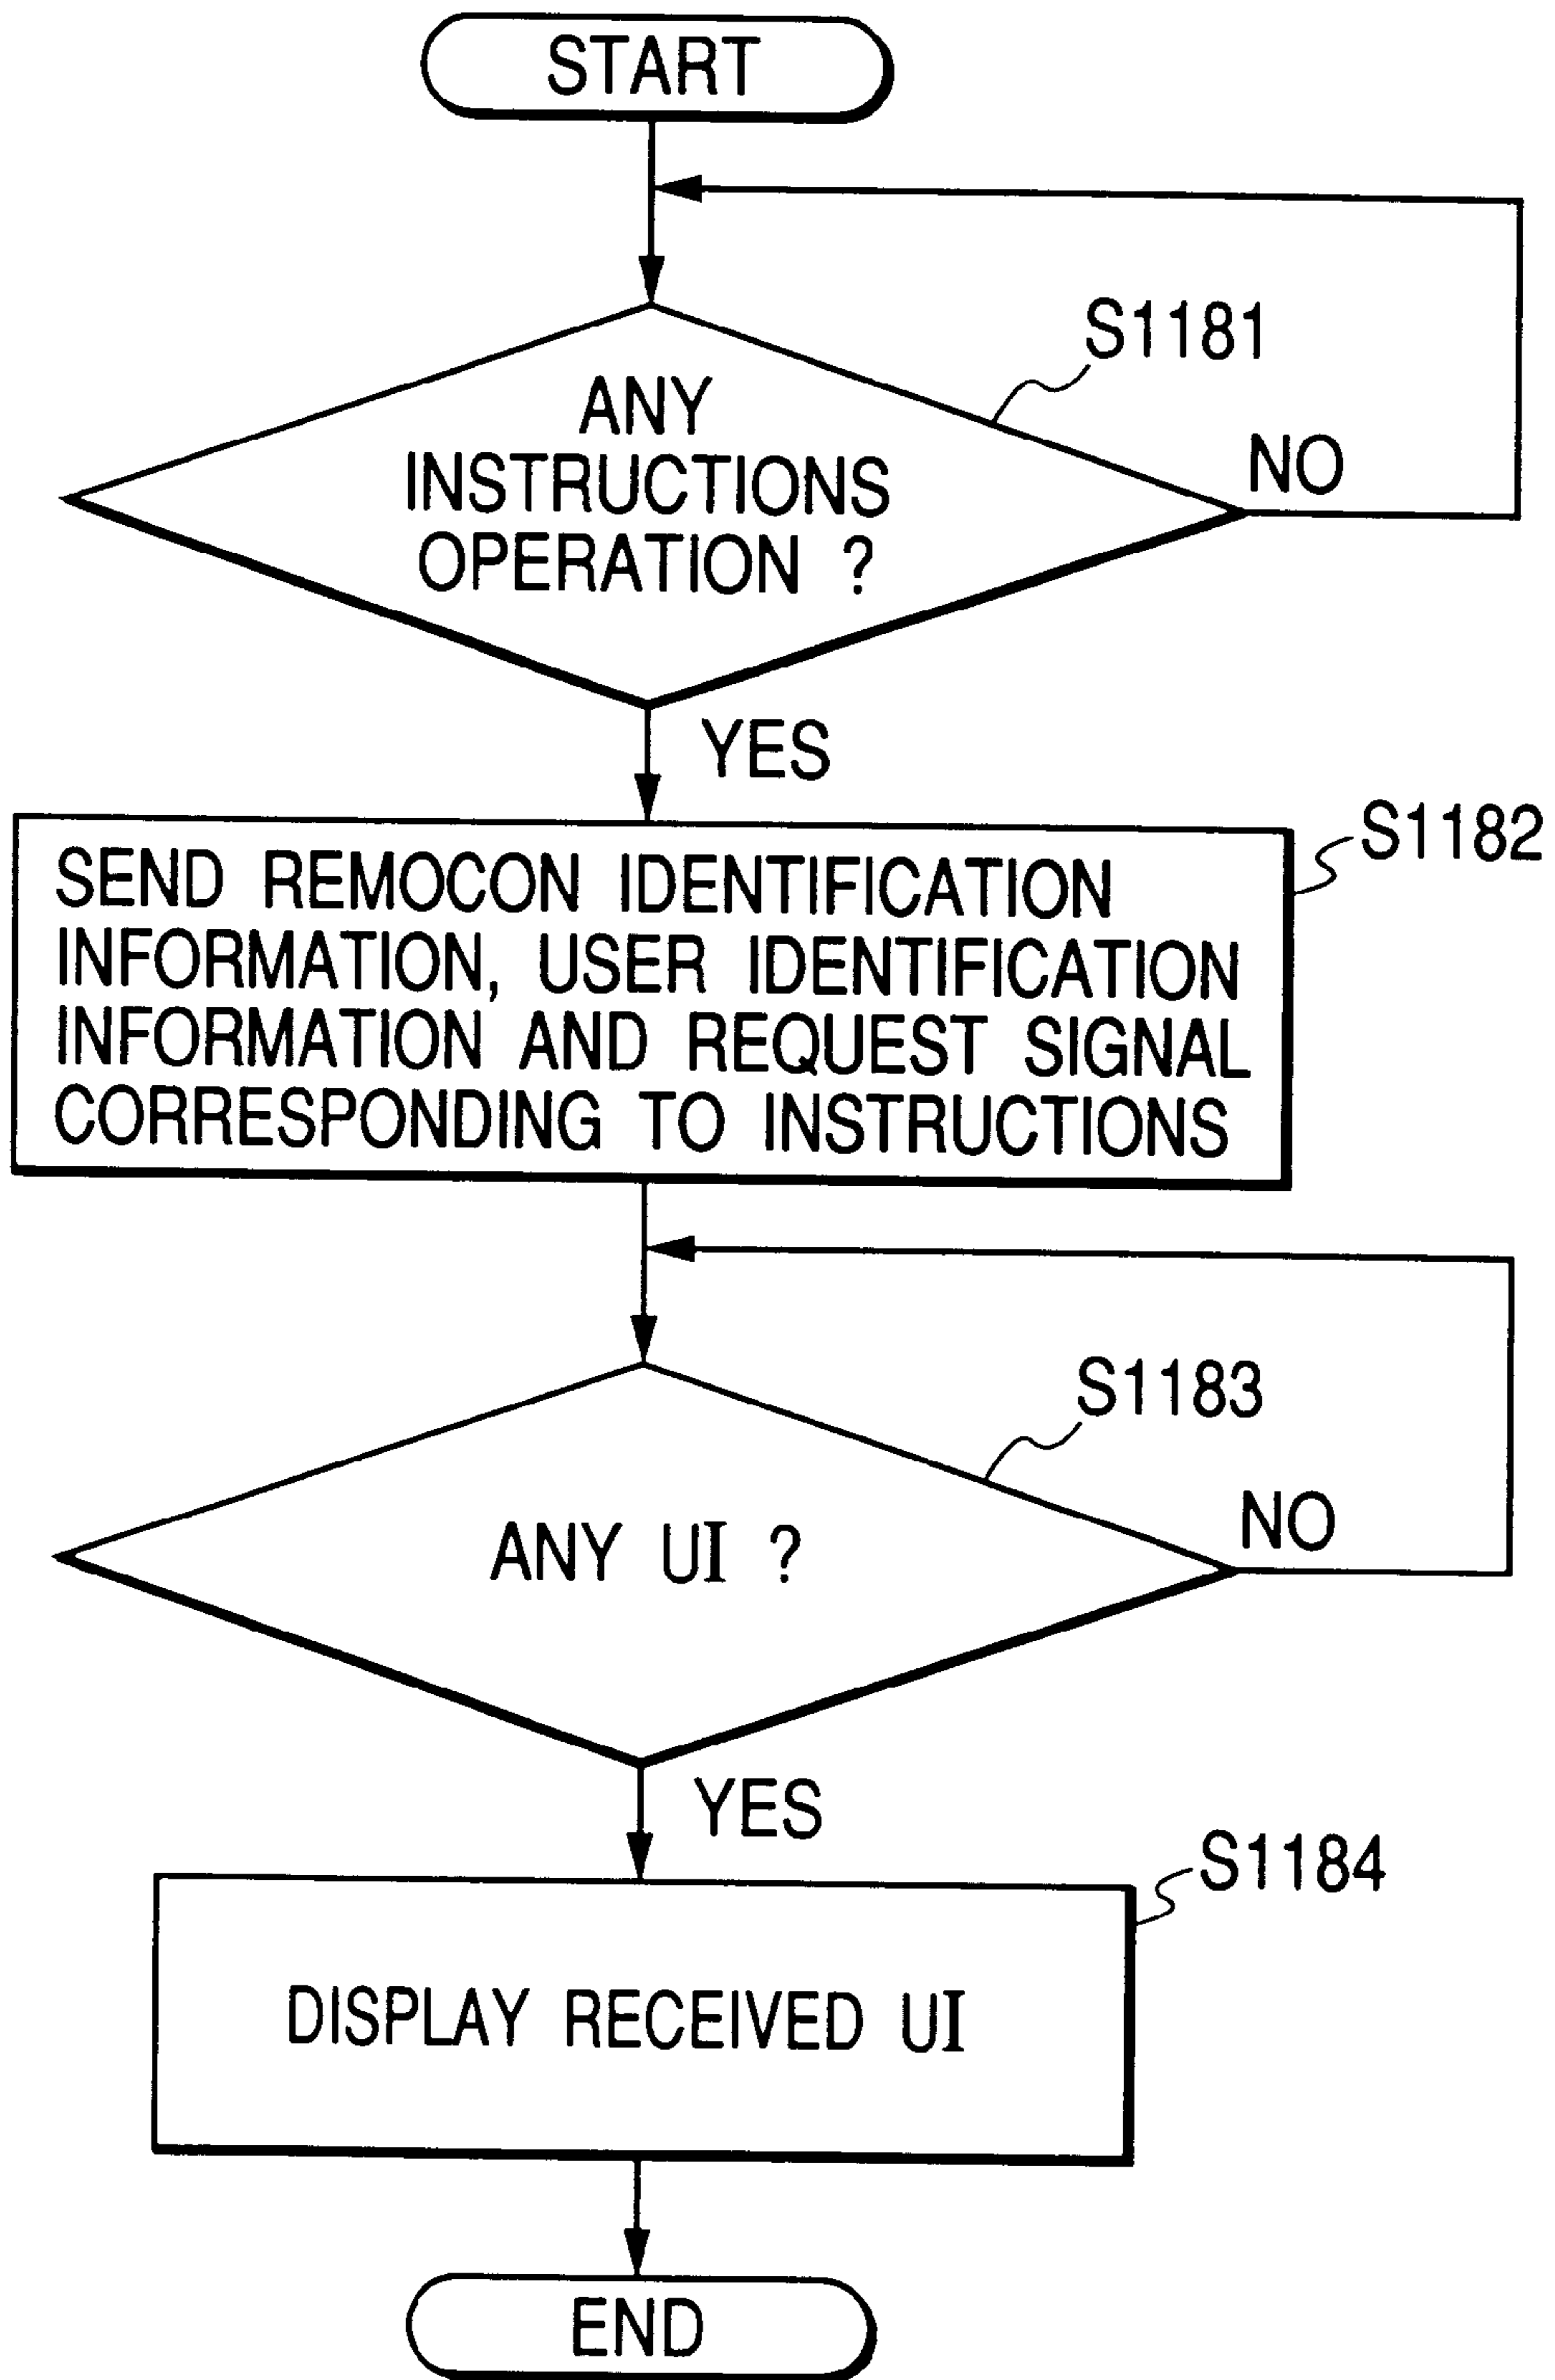 START
S1181
ANY
INSTRUCTIONS
OPERATION ?
NO
YES
S1182
SEND REMOCON IDENTIFICATION
INFORMATION, USER IDENTIFICATION
INFORMATION AND REQUEST SIGNAL
CORRESPONDING TO INSTRUCTIONS
S1183
ANY UI ?
NO
YES
S1184
DISPLAY RECEIVED UI
END